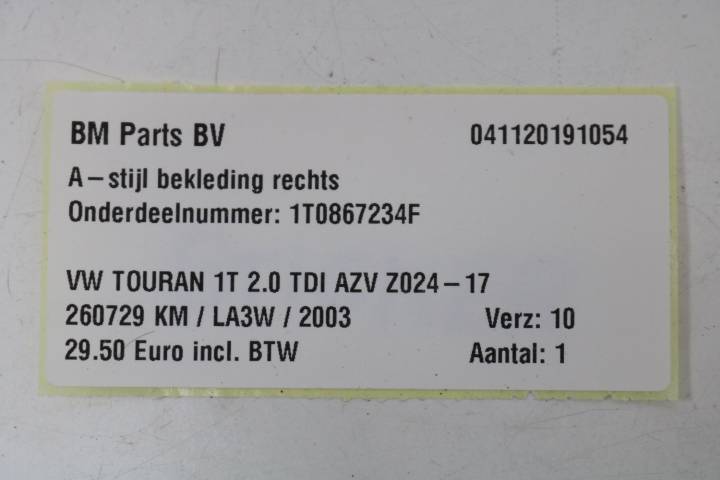 BM Parts BV 041120191054
A-stijl bekleding rechts
Onderdeelnummer: 1T0867234F
VW TOURAN 1T 2.0 TDI AZV Z024-17
260729 KM / LA3W / 2003 Verz: 10
29.50 Euro incl. BTW Aantal: 1